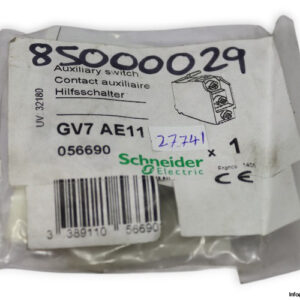 85000029
Auxiliary switch
Contact auxiliaire
Hilfsschalter
UV 32180
GV7 AE11
27741
x 1
056690
Schneider
Electric
France
CE
3 389110 56690